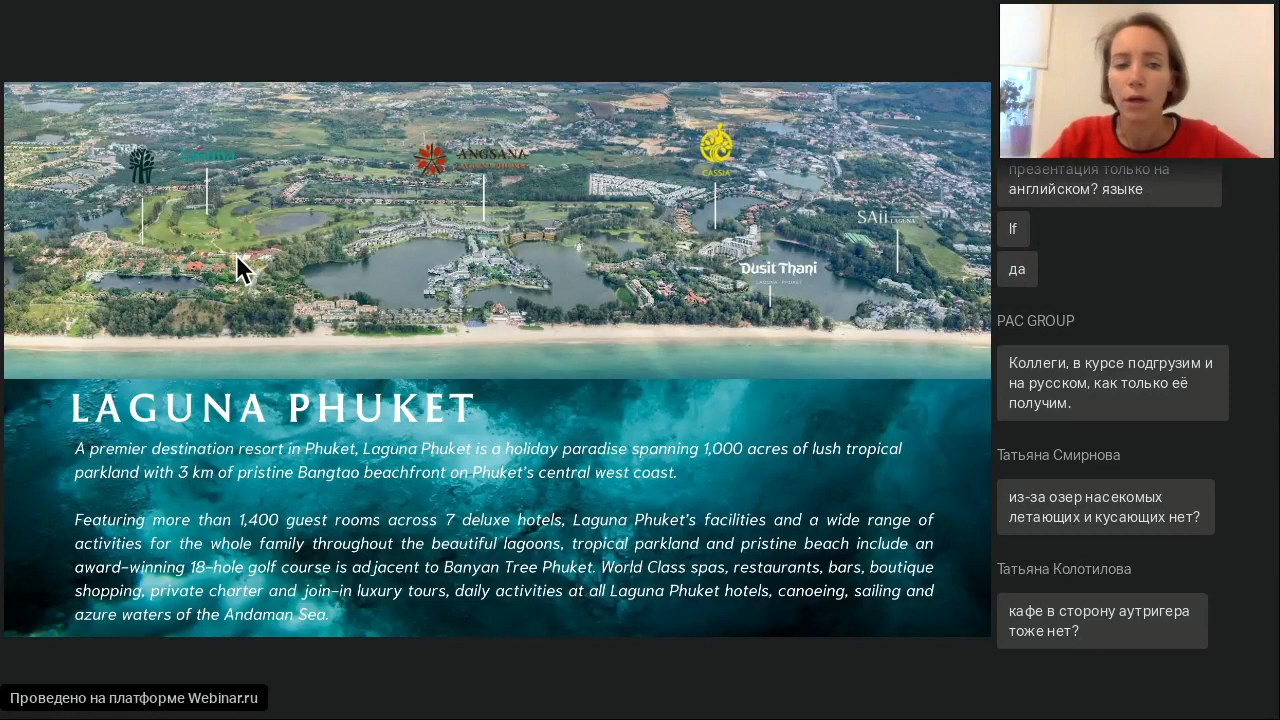 ANGSANA
LAGUNA PHUKET
CASSIA
SAii LAGUNA
Dusit Thani
LAGUNA PHUKET
LAGUNA PHUKET
A premier destination resort in Phuket, Laguna Phuket is a holiday paradise spanning 1,000 acres of lush tropical
parkland with 3 km of pristine Bangtao beachfront on Phuket's central west coast.
Featuring more than 1,400 guest rooms across 7 deluxe hotels, Laguna Phuket's facilities and a wide range of
activities for the whole family throughout the beautiful lagoons, tropical parkland and pristine beach include an
award-winning 18-hole golf course is adjacent to Banyan Tree Phuket. World Class spas, restaurants, bars, boutique
shopping, private charter and join-in luxury tours, daily activities at all Laguna Phuket hotels, canoeing, sailing and
azure waters of the Andaman Sea.
презентация только на
английском? языке
lf
да
PAC GROUP
Коллеги, в курсе подгрузим и
на русском, как только её
получим.
Татьяна Смирнова
из-за озер насекомых
летающих и кусающих нет?
Татьяна Колотилова
кафе в сторону аутригера
тоже нет?
Проведено на платформе Webinar.ru